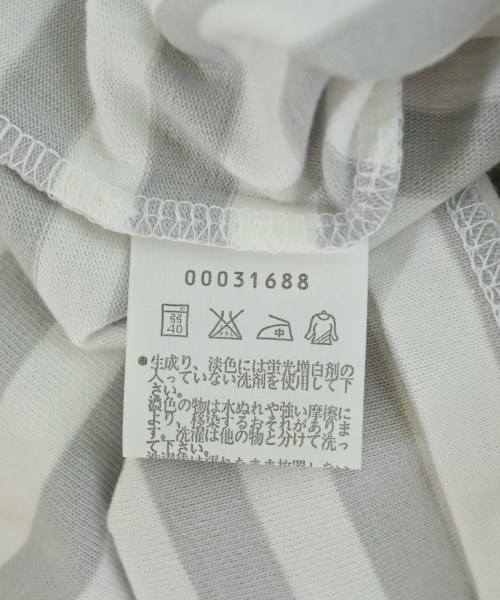 00031688
弱
40
中
●生成り、淡色には蛍光増白剤の
入っていない洗剤を使用して下
さい。
濃色の物は水ぬれや強い摩擦に
より、移染するおそれがありま
す。洗濯は他の物と分けて洗っ
て下さい。